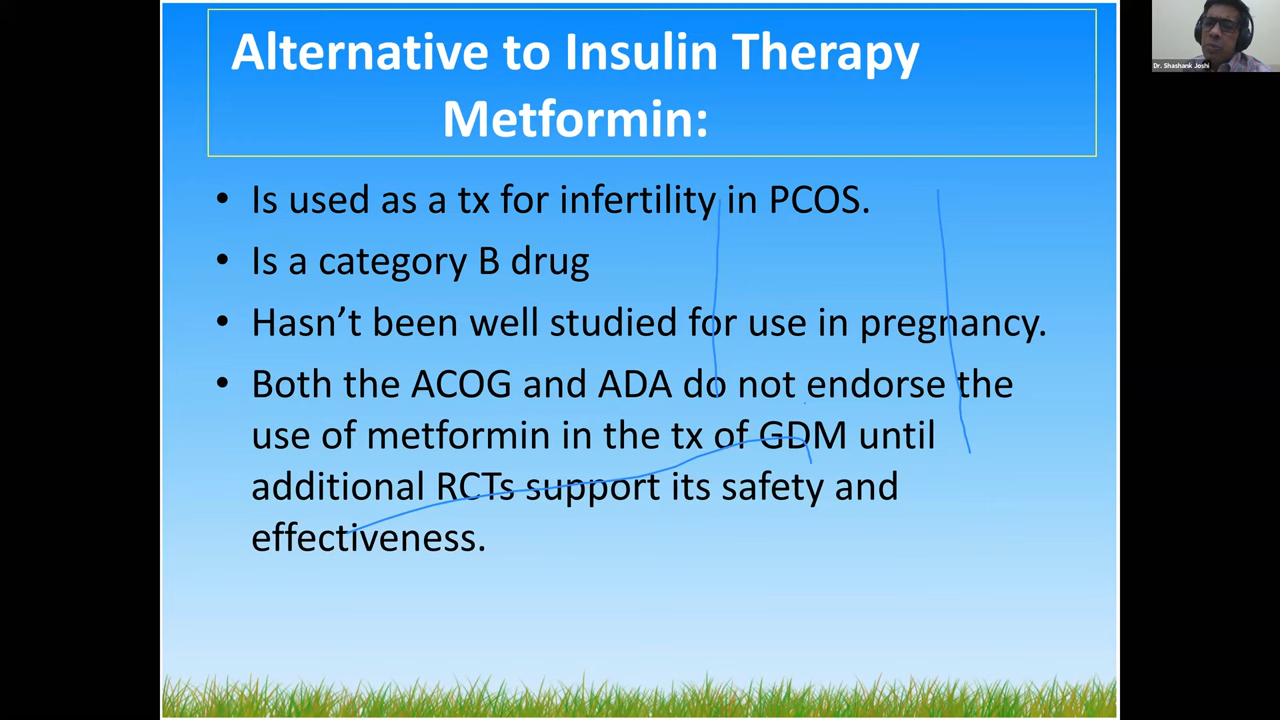 Alternative to Insulin Therapy
Metformin:
• Is used as a tx for infertility in PCOS.
• Is a category B drug
• Hasn’t been well studied for use in pregnancy.
• Both the ACOG and ADA do not endorse the
use of metformin in the tx of GDM until
additional RCTs support its safety and
effectiveness.
Dr. Shashank Joshi